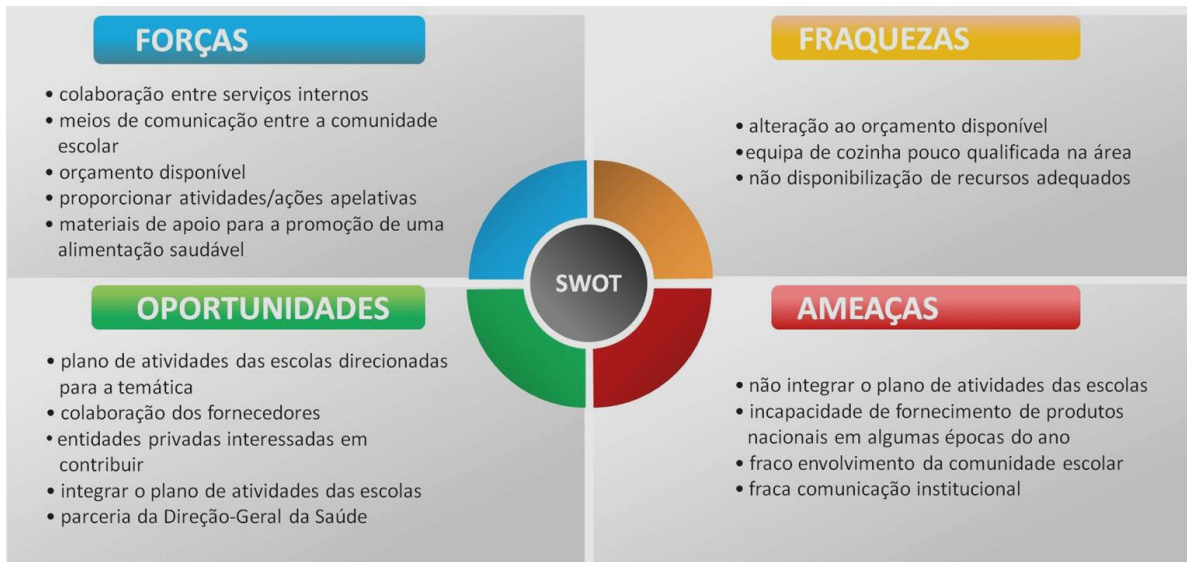 FORÇAS
• colaboração entre serviços internos
• meios de comunicação entre a comunidade
escolar
• orçamento disponível
• proporcionar atividades/ações apelativas
• materiais de apoio para a promoção de uma
alimentação saudável
FRAQUEZAS
• alteração ao orçamento disponível
•equipa de cozinha pouco qualificada na área
• não disponibilização de recursos adequados
SWOT
OPORTUNIDADES
• plano de atividades das escolas direcionadas
para a temática
• colaboração dos fornecedores
• entidades privadas interessadas em
contribuir
• integrar o plano de atividades das escolas
• parceria da Direção-Geral da Saúde
AMEAÇAS
• não integrar o plano de atividades das escolas
• incapacidade de fornecimento de produtos
nacionais em algumas épocas do ano
• fraco envolvimento da comunidade escolar
• fraca comunicação institucional